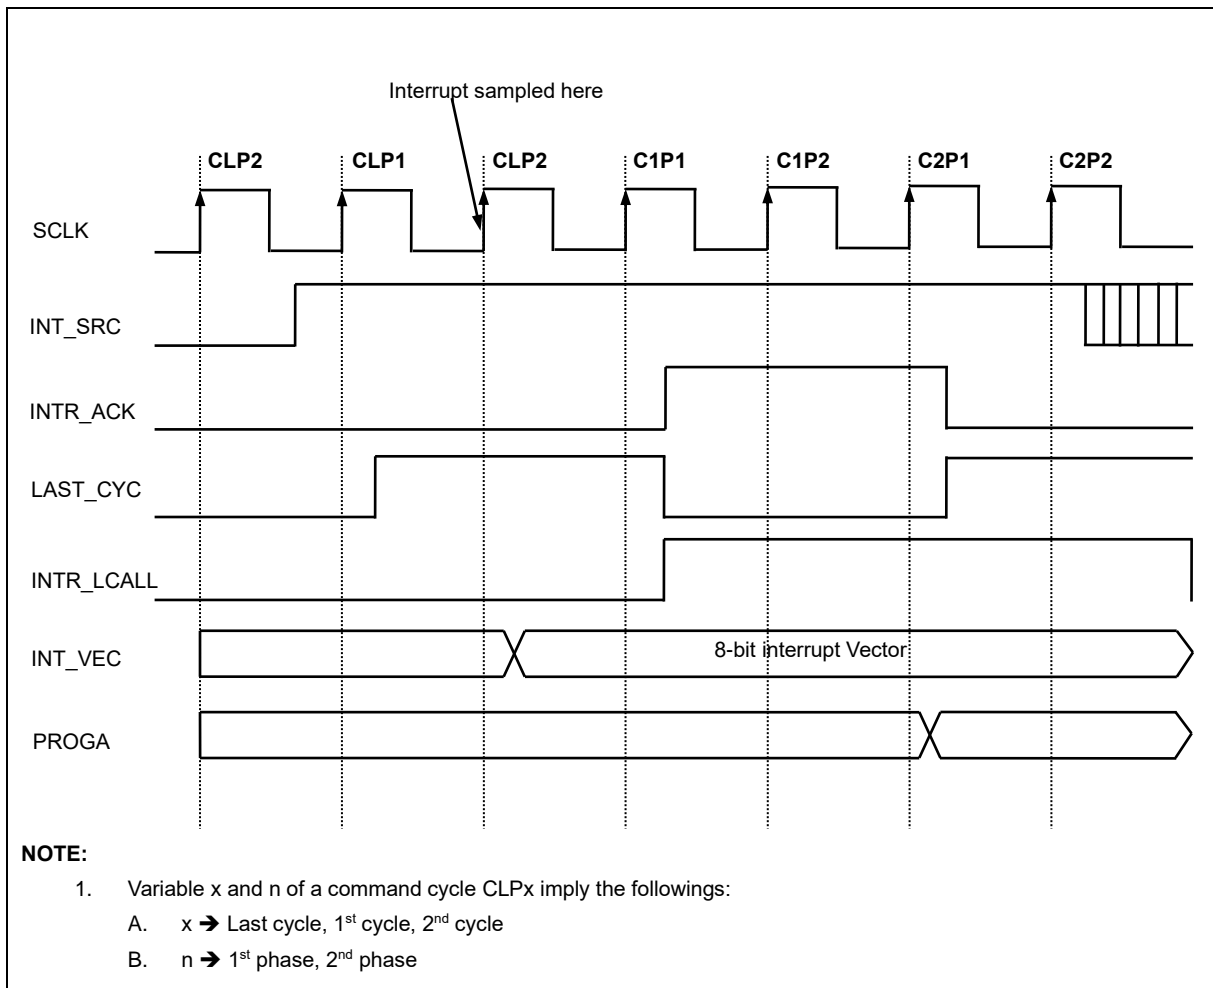 Interrupt sampled here
CLP2 CLP1 CLP2 C1P1 C1P2 C2P1 C2P2
SCLK
INT_SRC
INTR_ACK
LAST_CYC
INTR_LCALL
INT_VEC 8-bit interrupt Vector
PROGA
NOTE:
1. Variable x and n of a command cycle CLPx imply the followings:
A. x ➔ Last cycle, 1st cycle, 2nd cycle
B. n ➔ 1st phase, 2nd phase